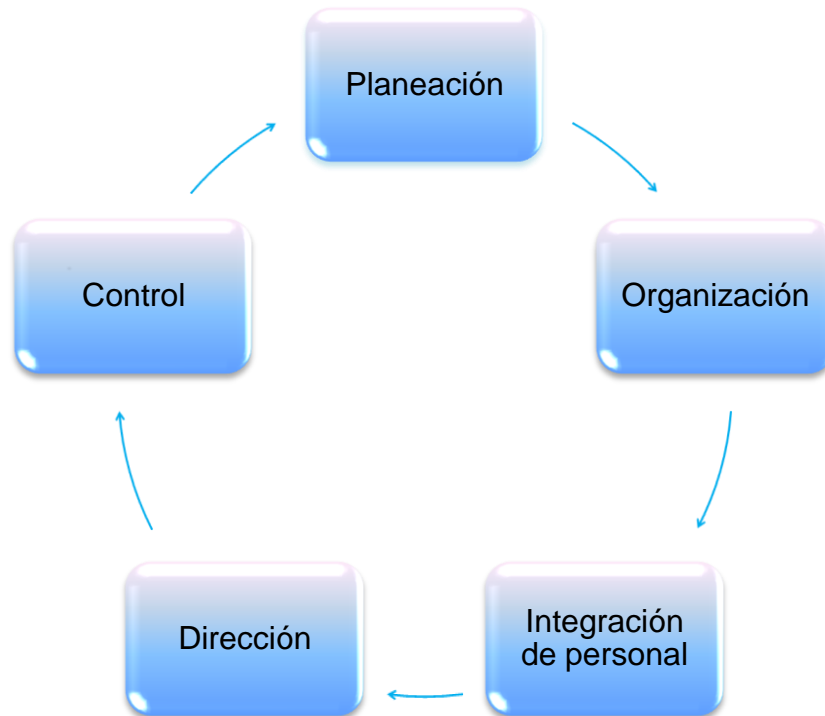 Planeación
Organización
Integración
de personal
Dirección
Control